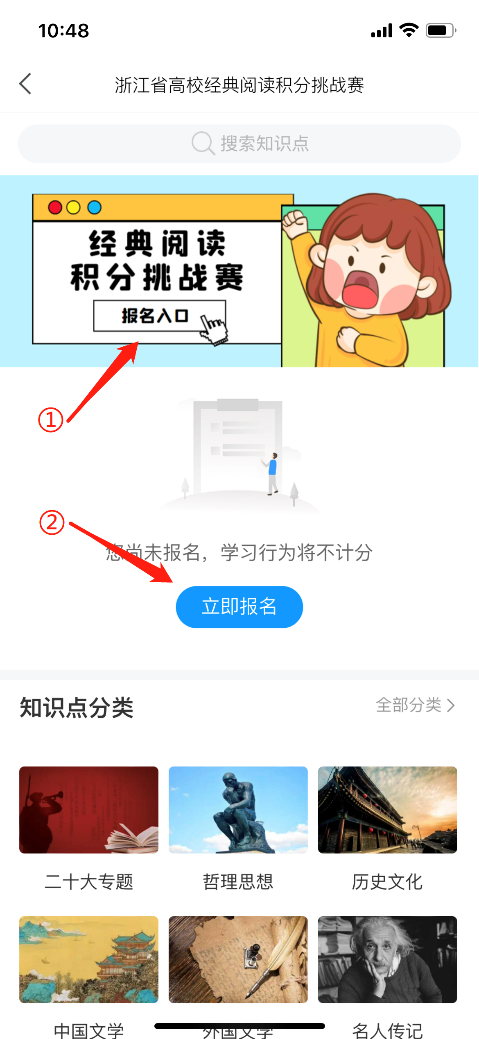 10:48
浙江省高校经典阅读积分挑战赛
搜索知识点
经典阅读
积分挑战赛
报名入口
①
②
您尚未报名，学习行为将不计分
立即报名
知识点分类
全部分类
二十大专题
哲理思想
历史文化
中国文学
外国文学
名人传记